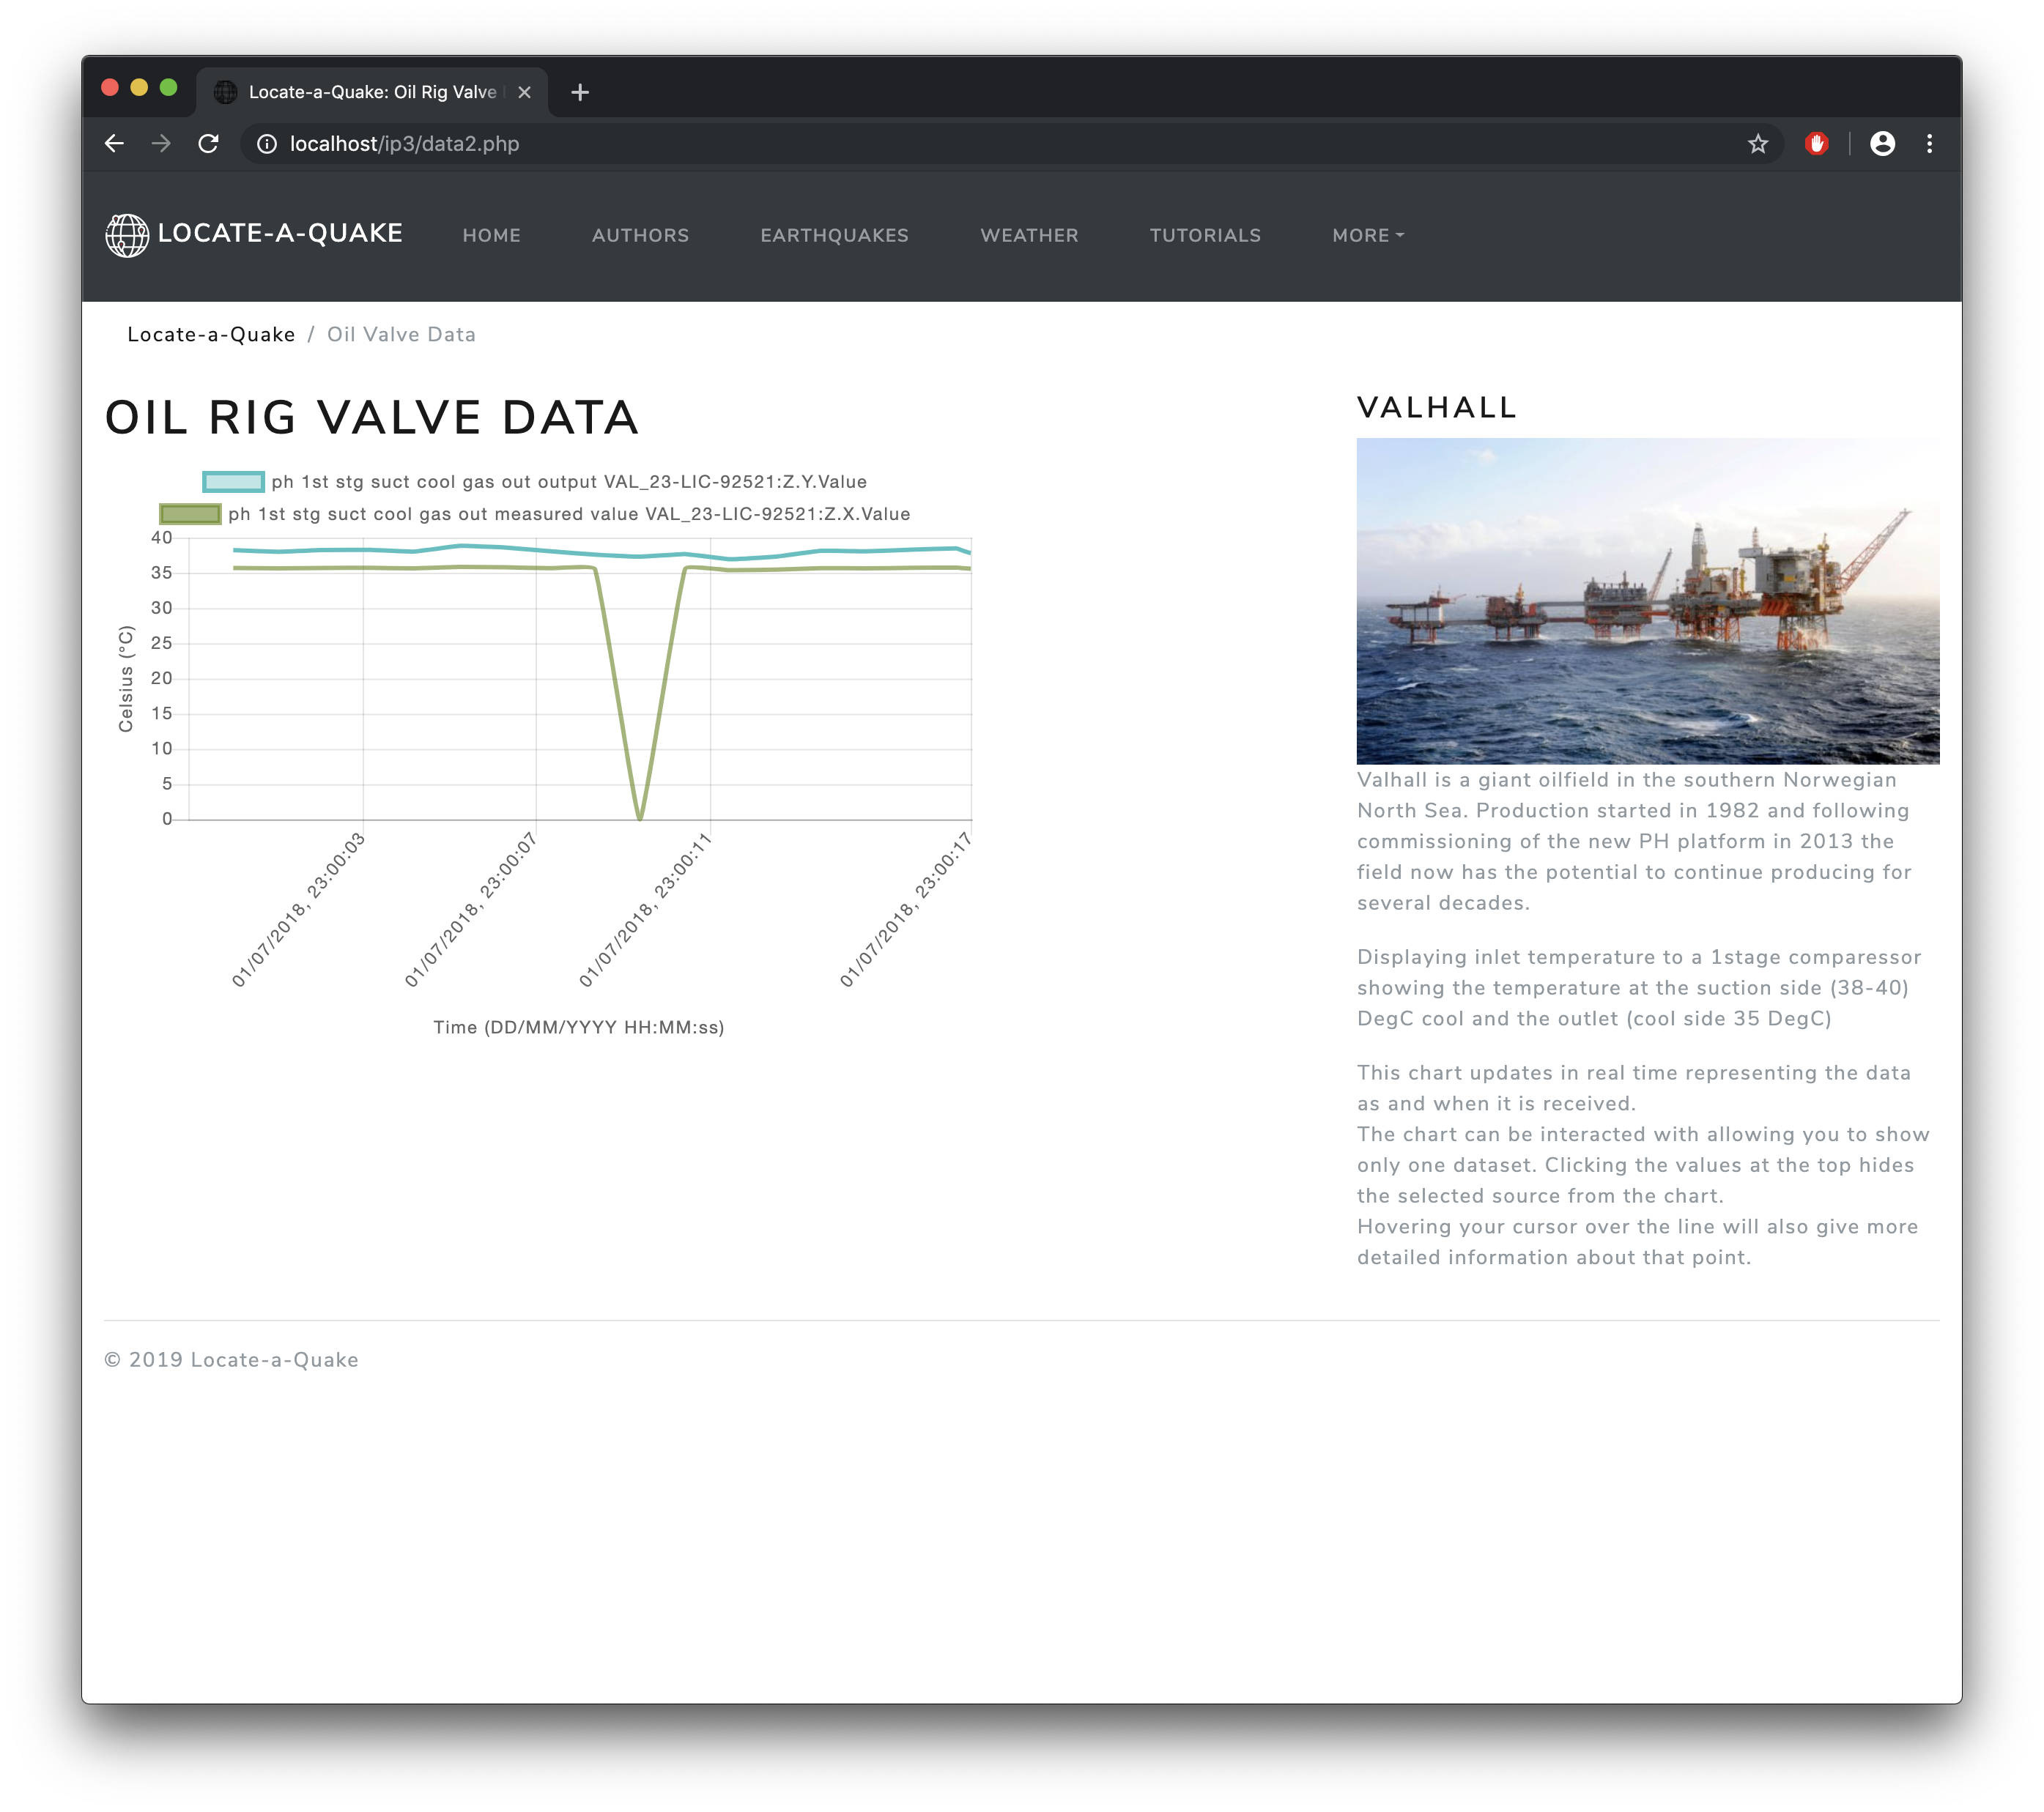 Locate-a-Quake: Oil Rig Valve
localhost/ip3/data2.php
LOCATE-A-QUAKE HOME AUTHORS EARTHQUAKES WEATHER TUTORIALS MORE
Locate-a-Quake / Oil Valve Data
OIL RIG VALVE DATA
ph 1st stg suct cool gas out output VAL_23-LIC-92521:Z.Y.Value
ph 1st stg suct cool gas out measured value VAL_23-LIC-92521:Z.X.Value
40
35
30
25
20
15
10
5
0
Celsius (°C)
01/07/2018, 23:00:03
01/07/2018, 23:00:07
01/07/2018, 23:00:11
01/07/2018, 23:00:17
Time (DD/MM/YYYY HH:MM:ss)
VALHALL
Valhall is a giant oilfield in the southern Norwegian
North Sea. Production started in 1982 and following
commissioning of the new PH platform in 2013 the
field now has the potential to continue producing for
several decades.
Displaying inlet temperature to a 1stage comparessor
showing the temperature at the suction side (38-40)
DegC cool and the outlet (cool side 35 DegC)
This chart updates in real time representing the data
as and when it is received.
The chart can be interacted with allowing you to show
only one dataset. Clicking the values at the top hides
the selected source from the chart.
Hovering your cursor over the line will also give more
detailed information about that point.
© 2019 Locate-a-Quake